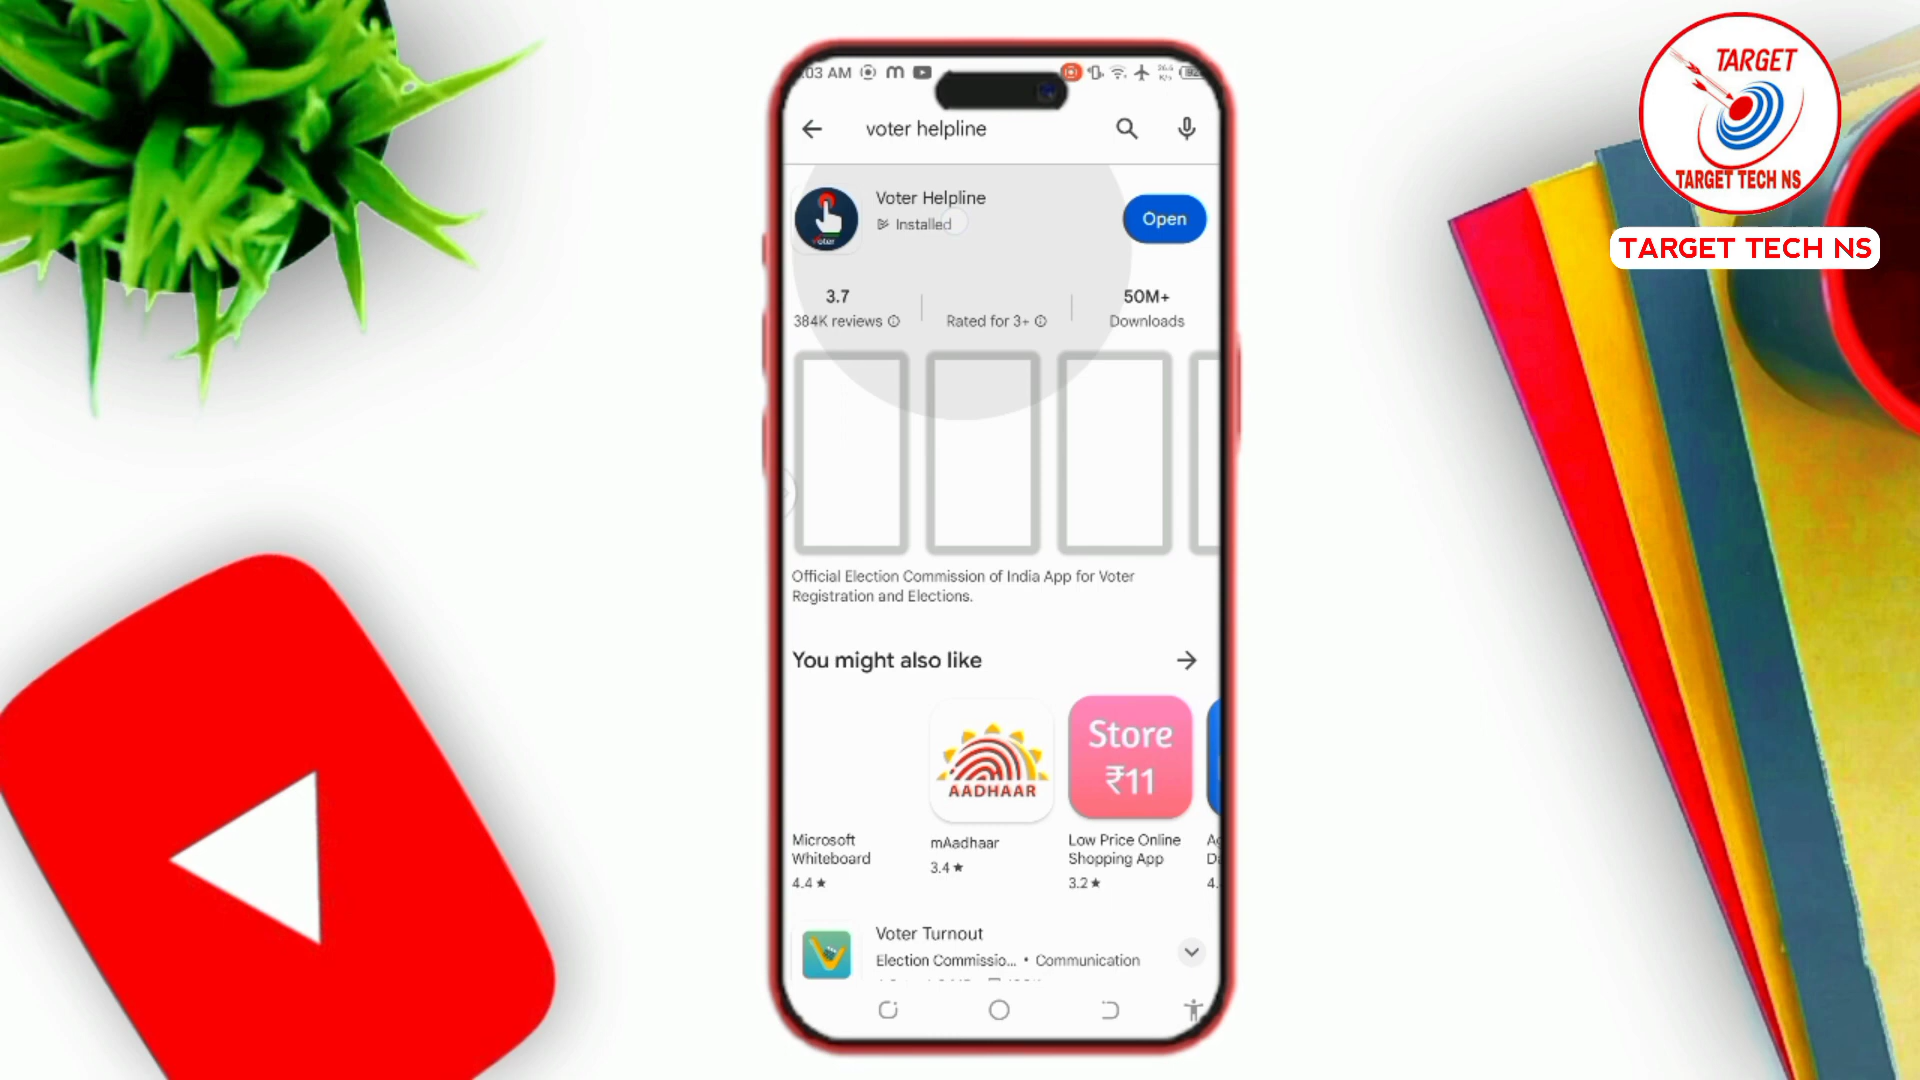 :03 AM
voter helpline
Voter Helpline
Installed
Open
3.7
384K reviews
Rated for 3+
50M+
Downloads
Official Election Commission of India App for Voter
Registration and Elections.
You might also like
AADHAAR
Store
₹11
Microsoft
Whiteboard
4.4 ★
mAadhaar
3.4 ★
Low Price Online
Shopping App
3.2 ★
4.
Voter Turnout
Election Commissio... • Communication
TARGET
TARGET TECH NS
TARGET TECH NS